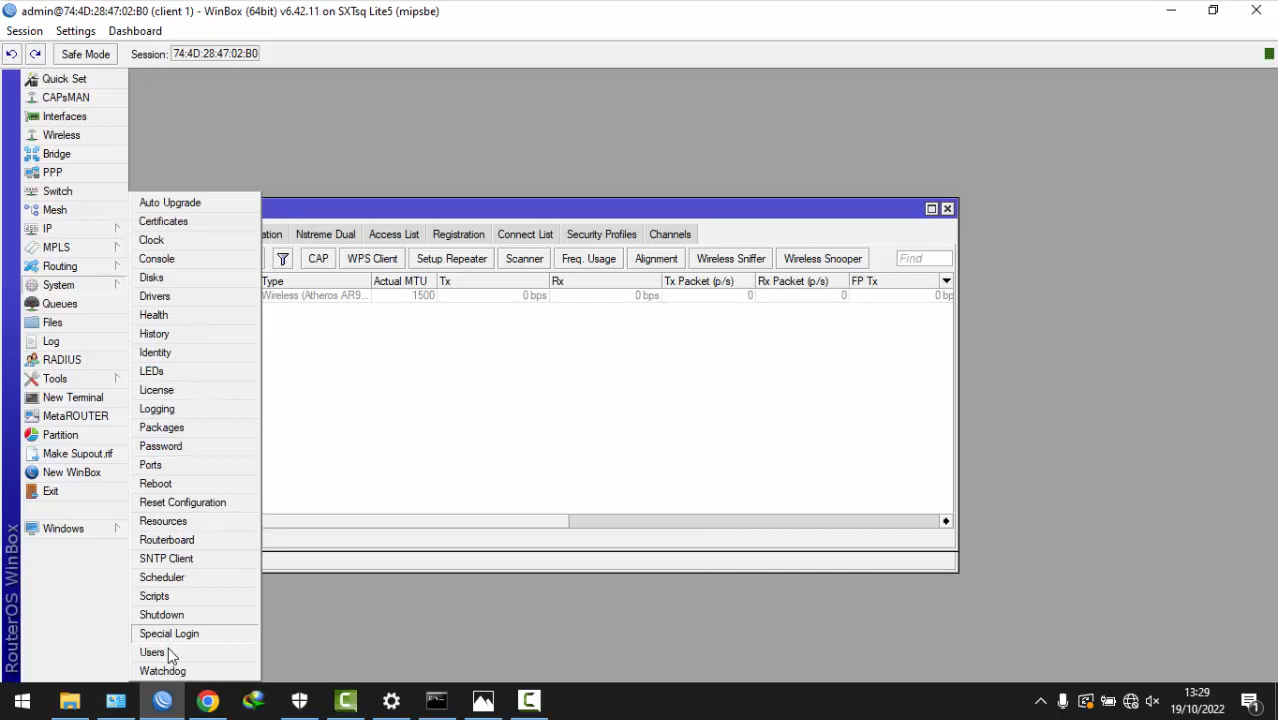 admin@74:4D:28:47:02:B0 (client 1) - WinBox (64bit) v6.42.11 on SXTsq Lite5 (mipsbe)
Session Settings Dashboard
Safe Mode Session: 74:4D:28:47:02:B0
Quick Set
CAPsMAN
Interfaces
Wireless
Bridge
PPP
Switch
Mesh
IP
MPLS
Routing
System
Queues
Files
Log
RADIUS
Tools
New Terminal
MetaROUTER
Partition
Make Supout.rif
New WinBox
Exit
Windows
RouterOS WinBox
Auto Upgrade
Certificates
Clock
Console
Disks
Drivers
Health
History
Identity
LEDs
License
Logging
Packages
Password
Ports
Reboot
Reset Configuration
Resources
Routerboard
SNTP Client
Scheduler
Scripts
Shutdown
Special Login
Users
Watchdog
ation Nstreme Dual Access List Registration Connect List Security Profiles Channels
CAP WPS Client Setup Repeater Scanner Freq. Usage Alignment Wireless Sniffer Wireless Snooper Find
Type Actual MTU Tx Rx Tx Packet (p/s) Rx Packet (p/s) FP Tx
Wireless (Atheros AR9... 1500 0 bps 0 bps 0 0 0 bp
13:29
19/10/2022
1